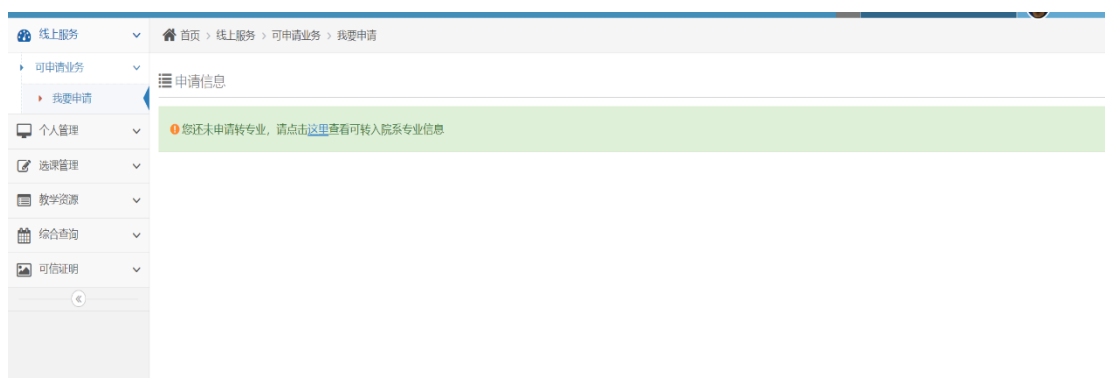 线上服务
首页 > 线上服务 > 可申请业务 > 我要申请
可申请业务
申请信息
我要申请
个人管理
您还未申请转专业，请点击这里查看可转入院系专业信息
选课管理
教学资源
综合查询
可信证明